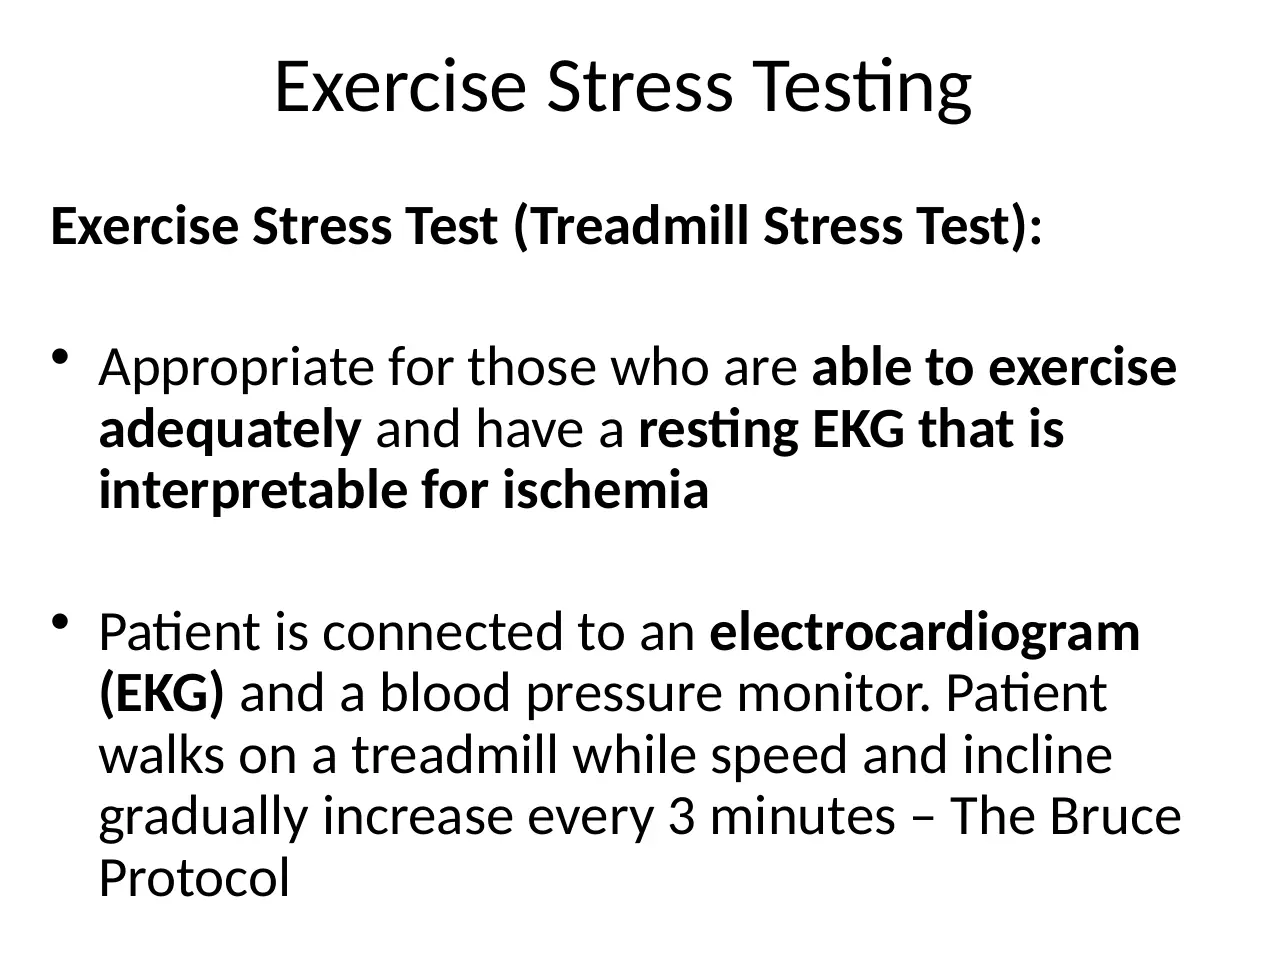 Exercise Stress Testing
Exercise Stress Test (Treadmill Stress Test):
• Appropriate for those who are able to exercise
adequately and have a resting EKG that is
interpretable for ischemia
• Patient is connected to an electrocardiogram
(EKG) and a blood pressure monitor. Patient
walks on a treadmill while speed and incline
gradually increase every 3 minutes – The Bruce
Protocol